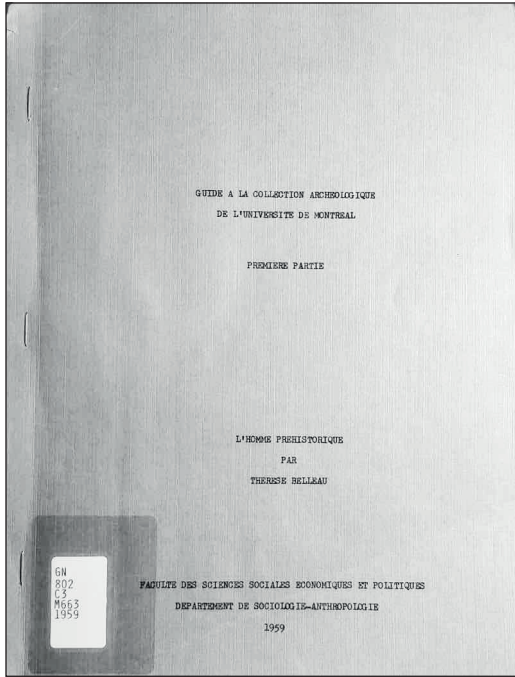 GUIDE A LA COLLECTION ARCHEOLOGIQUE
DE L'UNIVERSITE DE MONTREAL
PREMIERE PARTIE
L'HOMME PREHISTORIQUE
PAR
THERESE BELLEAU
FACULTE DES SCIENCES SOCIALES ECONOMIQUES ET POLITIQUES
DEPARTEMENT DE SOCIOLOGIE-ANTHROPOLOGIE
1959
GN
802
C3
M663
1959